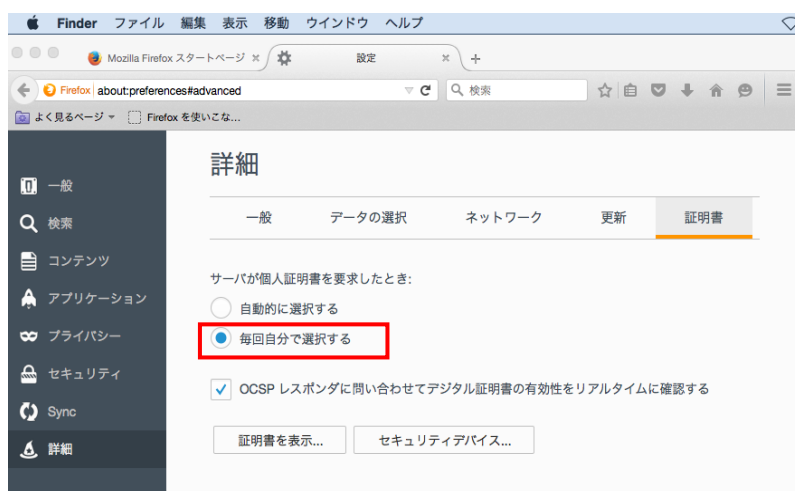 Finder ファイル 編集 表示 移動 ウインドウ ヘルプ
Mozilla Firefox スタートページ × 設定 × +
Firefox about:preferences#advanced 検索
よく見るページ Firefox を使いこな...
詳細
一般
検索
コンテンツ
アプリケーション
プライバシー
セキュリティ
Sync
詳細
一般 データの選択 ネットワーク 更新 証明書
サーバが個人証明書を要求したとき:
自動的に選択する
毎回自分で選択する
OCSP レスポンダに問い合わせてデジタル証明書の有効性をリアルタイムに確認する
証明書を表示... セキュリティデバイス...